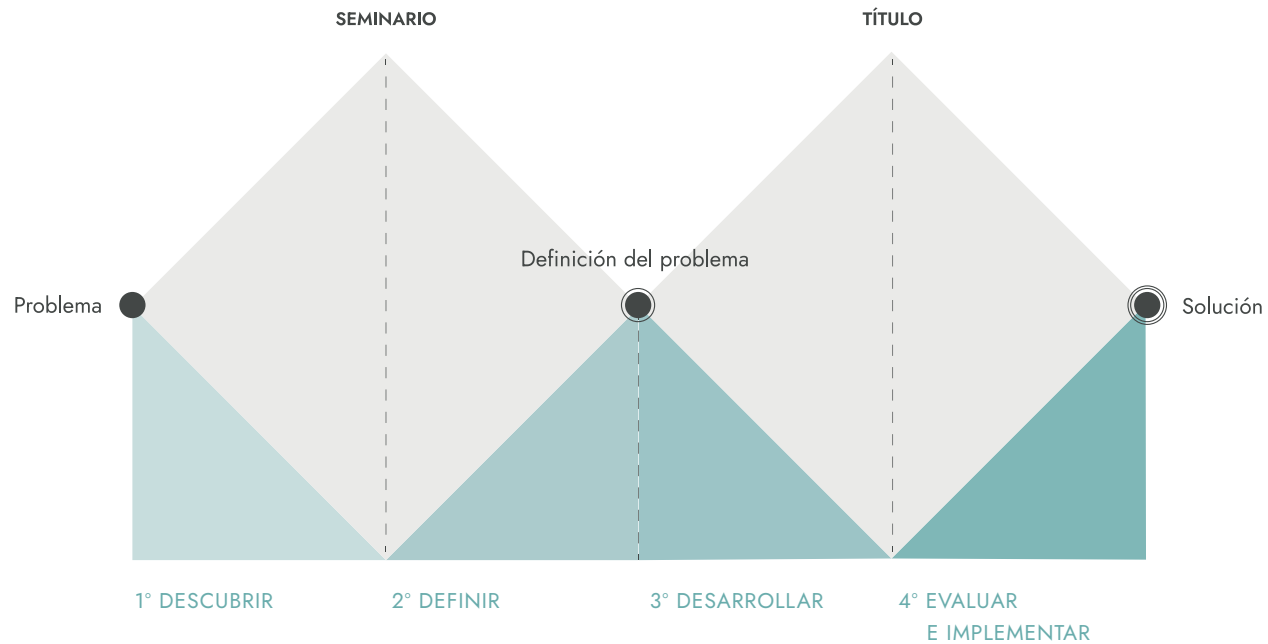 SEMINARIO
TÍTULO
Definición del problema
Problema
Solución
1° DESCUBRIR
2° DEFINIR
3° DESARROLLAR
4° EVALUAR
E IMPLEMENTAR